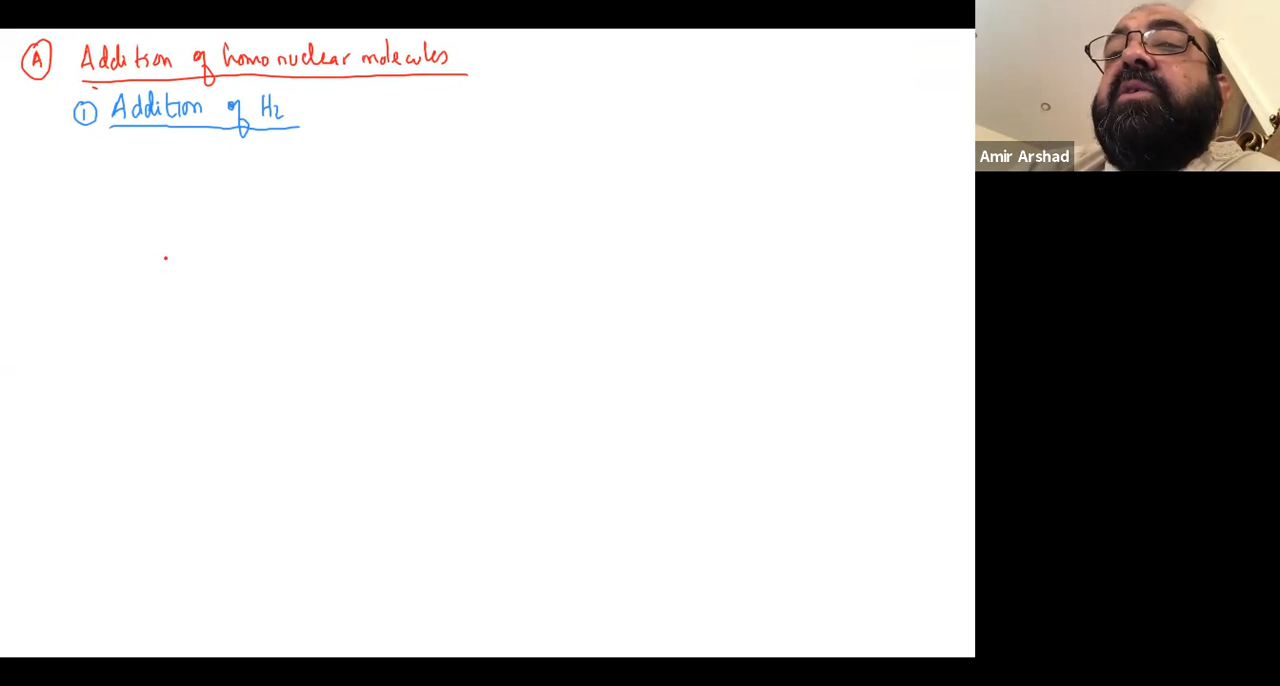 A Addition of homonuclear molecules
1 Addition of H2
Amir Arshad